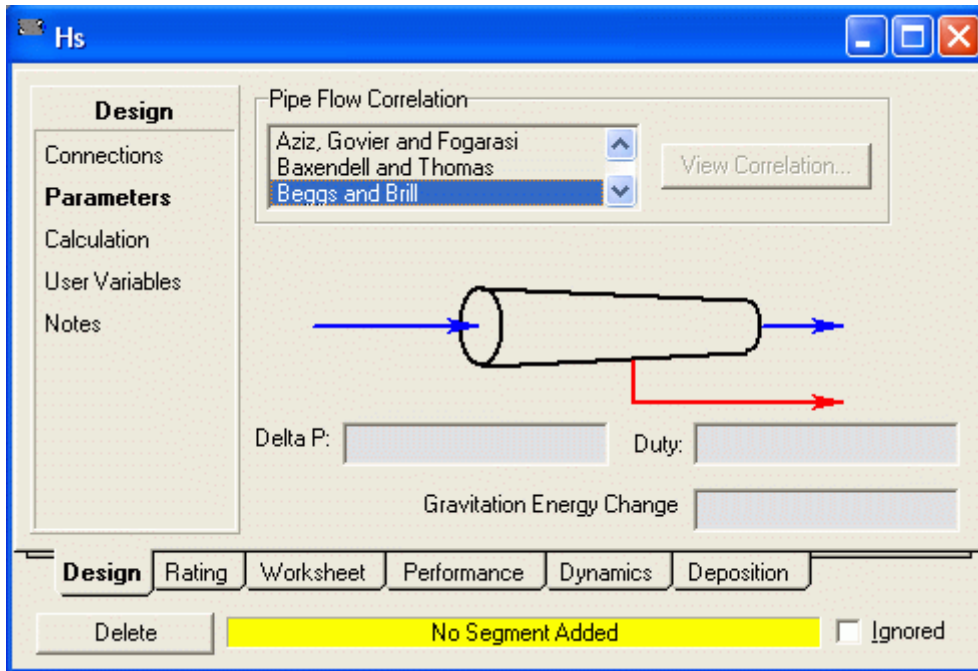 Hs
Design
Connections
Parameters
Calculation
User Variables
Notes
Pipe Flow Correlation
Aziz, Govier and Fogarasi
Baxendell and Thomas
Beggs and Brill
View Correlation...
Delta P:
Duty:
Gravitation Energy Change
Design Rating Worksheet Performance Dynamics Deposition
Delete No Segment Added Ignored